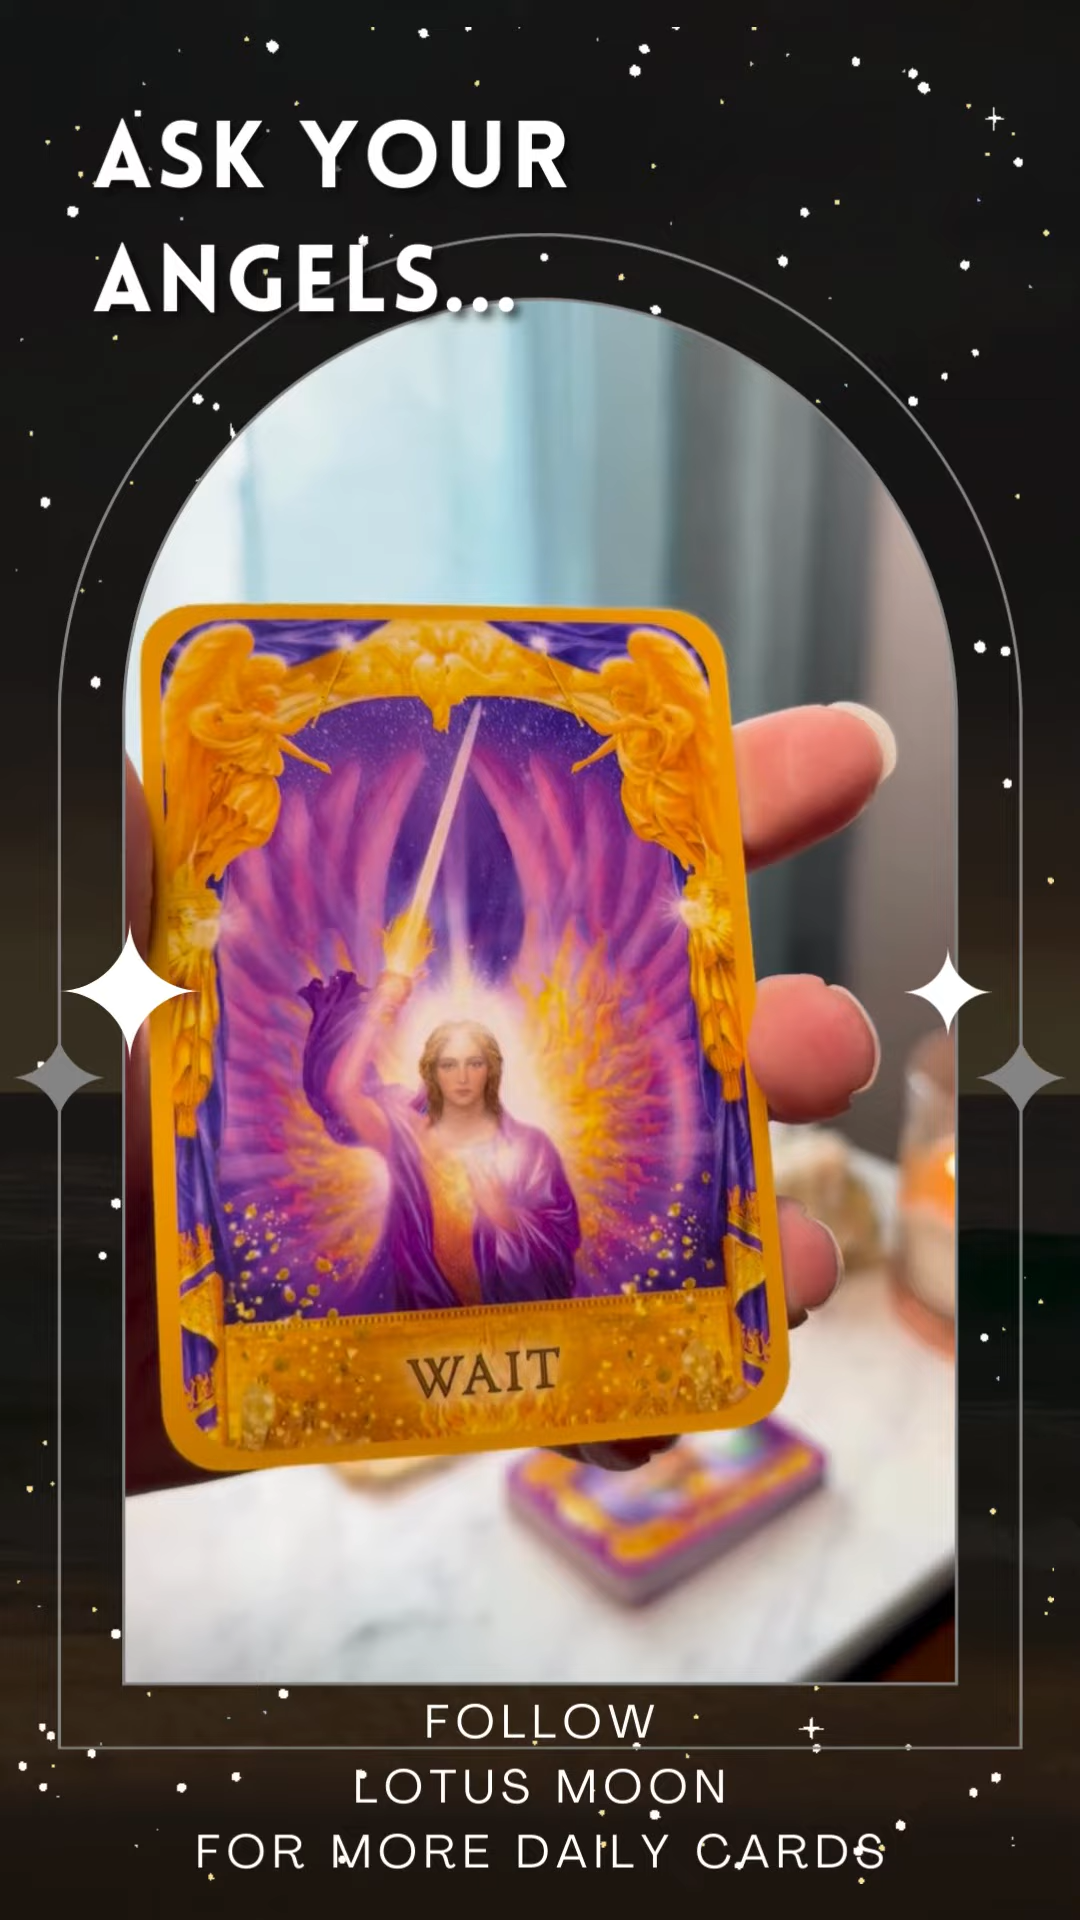 ASK YOUR
ANGELS...
WAIT
FOLLOW
LOTUS MOON
FOR MORE DAILY CARDS